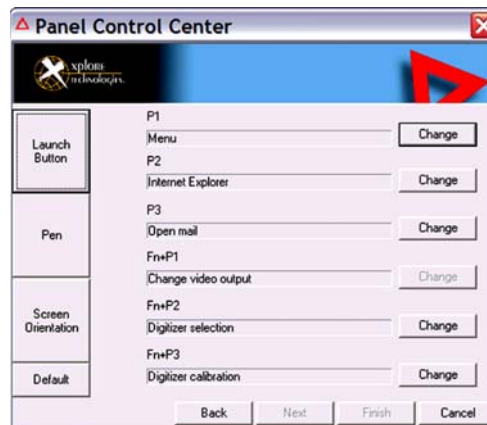 Panel Control Center
xplore
Technologies.
Launch
Button
Pen
Screen
Orientation
Default
P1
Menu
Change
P2
Internet Explorer
Change
P3
Open mail
Change
Fn+P1
Change video output
Change
Fn+P2
Digitizer selection
Change
Fn+P3
Digitizer calibration
Change
Back
Next
Finish
Cancel